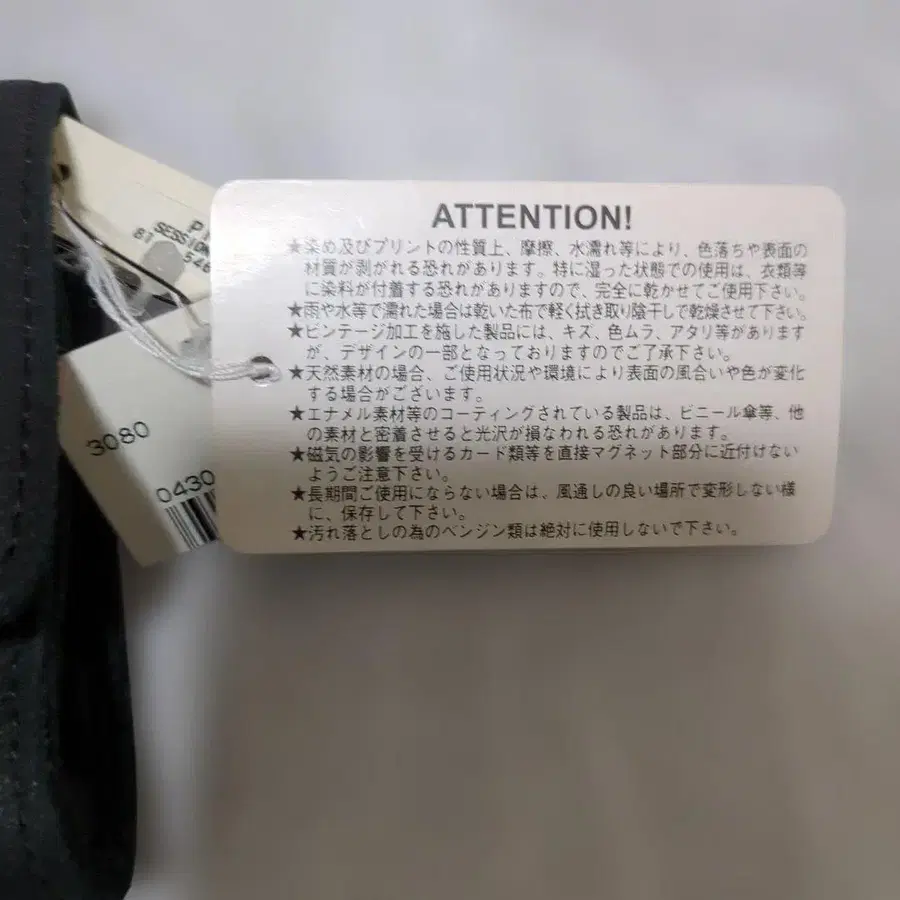 ATTENTION!
★染め及びプリントの性質上、摩擦、水濡れ等により、色落ちや表面の
材質が剥がれる恐れがあります。特に湿った状態での使用は、衣類等
に染料が付着する恐れがありますので、完全に乾かせてご使用下さい。
★雨や水等で濡れた場合は乾いた布で軽く拭き取り陰干しで乾燥させて下さい。
★ビンテージ加工を施した製品には、キズ、色ムラ、アタリ等があります
が、デザインの一部となっておりますのでご了承下さい。
★天然素材の場合、ご使用状況や環境により表面の風合いや色が変化
する場合がございます。
★エナメル素材等のコーティングされている製品は、ビニール傘等、他
の素材と密着させると光沢が損なわれる恐れがあります。
★磁気の影響を受けるカード類等を直接マグネット部分に近付けない
ようご注意下さい。
★長期間ご使用にならない場合は、風通しの良い場所で変形しない様
に、保存して下さい。
★汚れ落としの為のベンジン類は絶対に使用しないで下さい。
SESSION
3080
0430